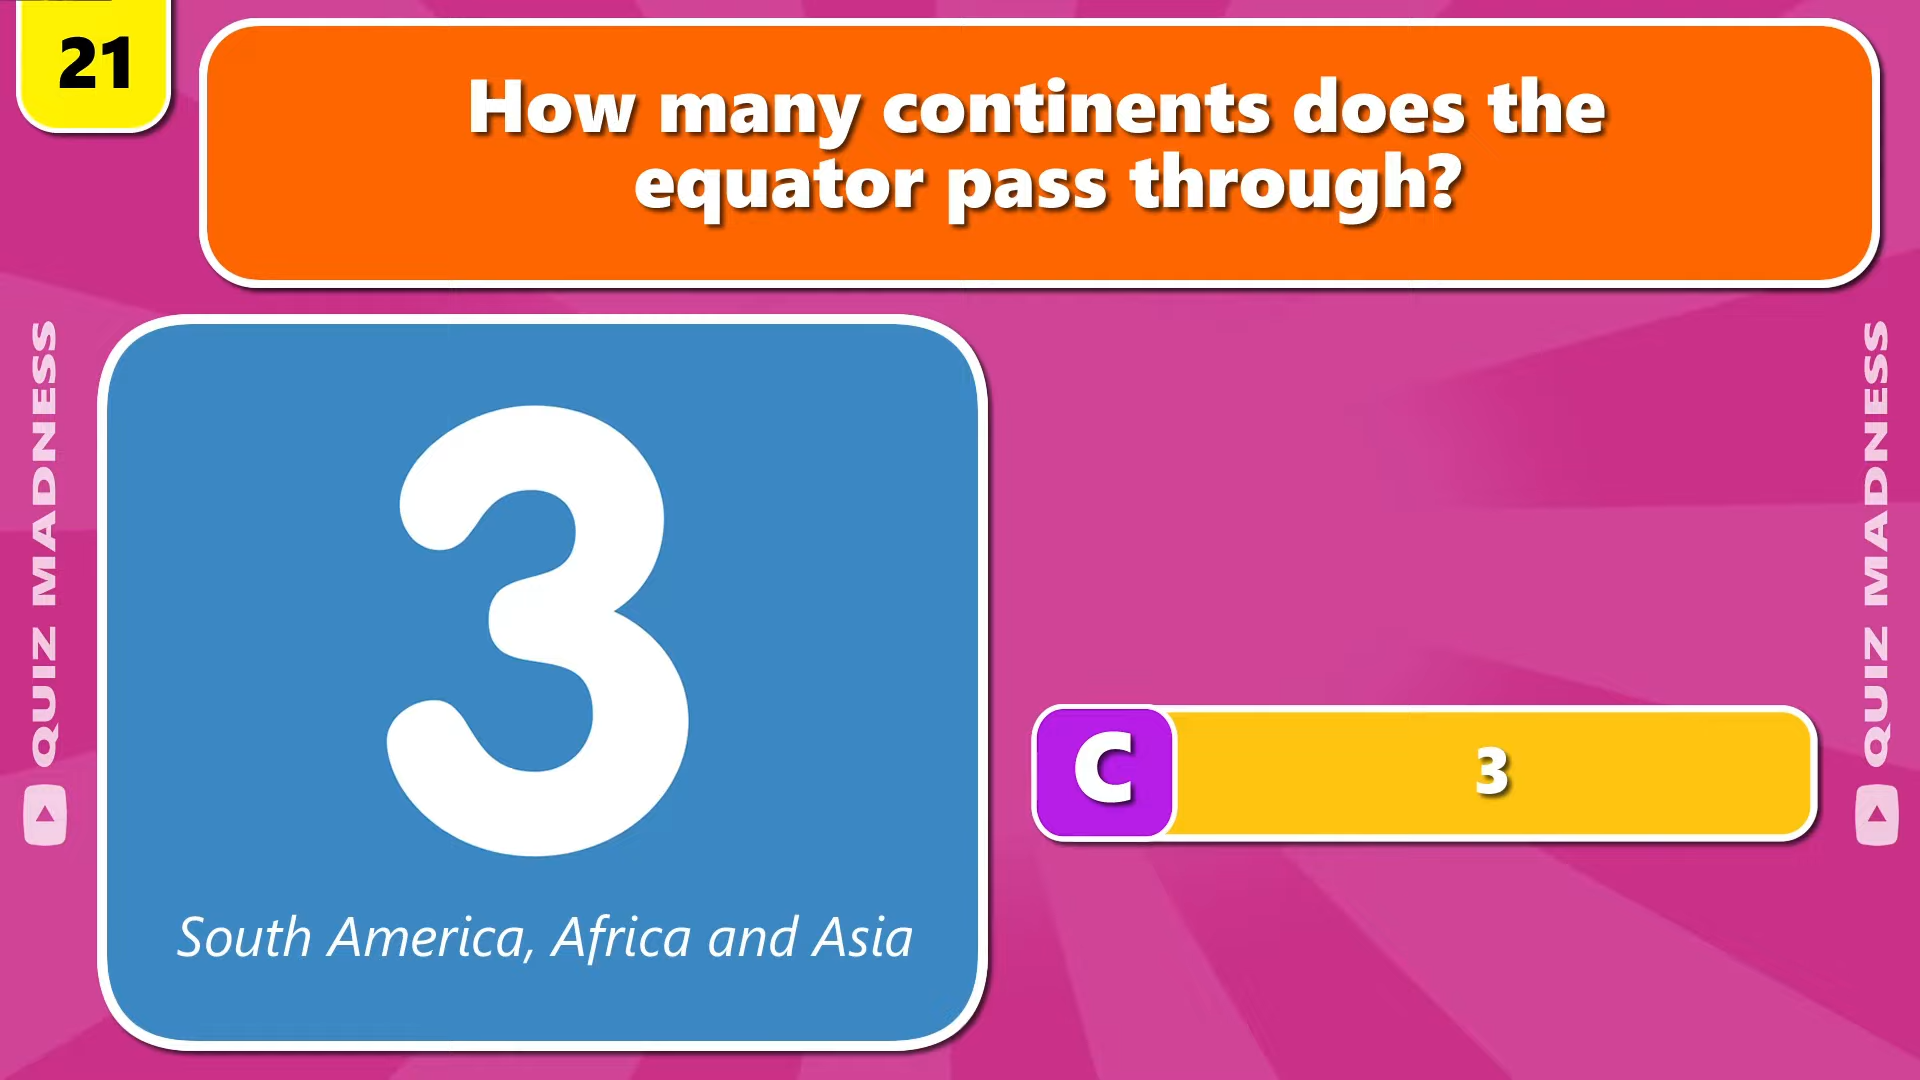 21
How many continents does the
equator pass through?
3
South America, Africa and Asia
C
3
QUIZ MADNESS
QUIZ MADNESS